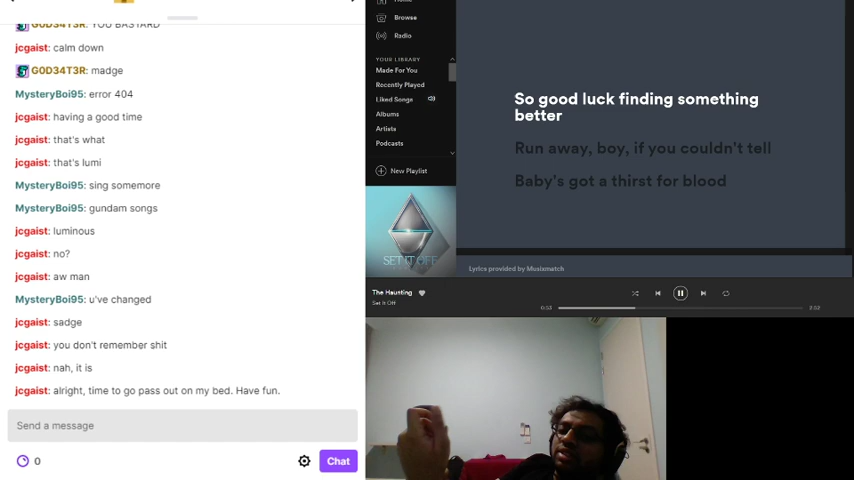 G0D34T3R: YOU BASTARD
jcgaist: calm down
G0D34T3R: madge
MysteryBoi95: error 404
jcgaist: having a good time
jcgaist: that's what
jcgaist: that's lumi
MysteryBoi95: sing somemore
MysteryBoi95: gundam songs
jcgaist: luminous
jcgaist: no?
jcgaist: aw man
MysteryBoi95: u've changed
jcgaist: sadge
jcgaist: you don't remember shit
jcgaist: nah, it is
jcgaist: alright, time to go pass out on my bed. Have fun.
Send a message
0
Chat
Browse
Radio
YOUR LIBRARY
Made For You
Recently Played
Liked Songs
Albums
Artists
Podcasts
New Playlist
SET IT OFF
So good luck finding something
better
Run away, boy, if you couldn't tell
Baby's got a thirst for blood
Lyrics provided by Musixmatch
The Haunting
Set It Off
0:53
2:52